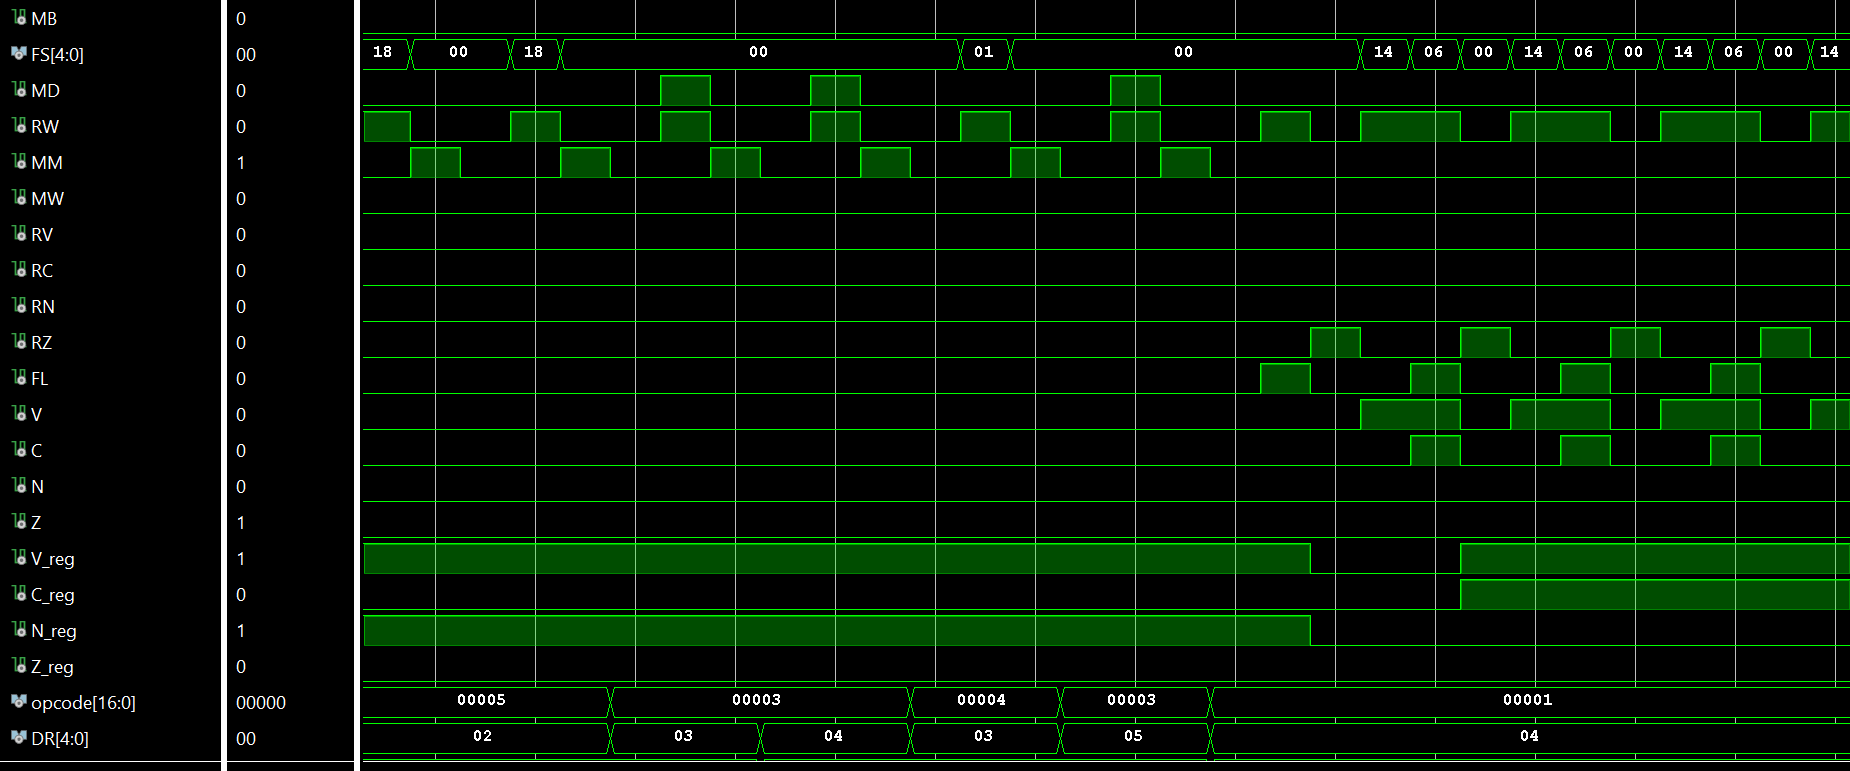 MB 0
FS[4:0] 00 18 00 18 00 01 00 14 06 00 14 06 00 14 06 00 14
MD 0
RW 0
MM 1
MW 0
RV 0
RC 0
RN 0
RZ 0
FL 0
V 0
C 0
N 0
Z 1
V_reg 1
C_reg 0
N_reg 1
Z_reg 0
opcode[16:0] 00000 00005 00003 00004 00003 00001
DR[4:0] 00 02 03 04 03 05 04